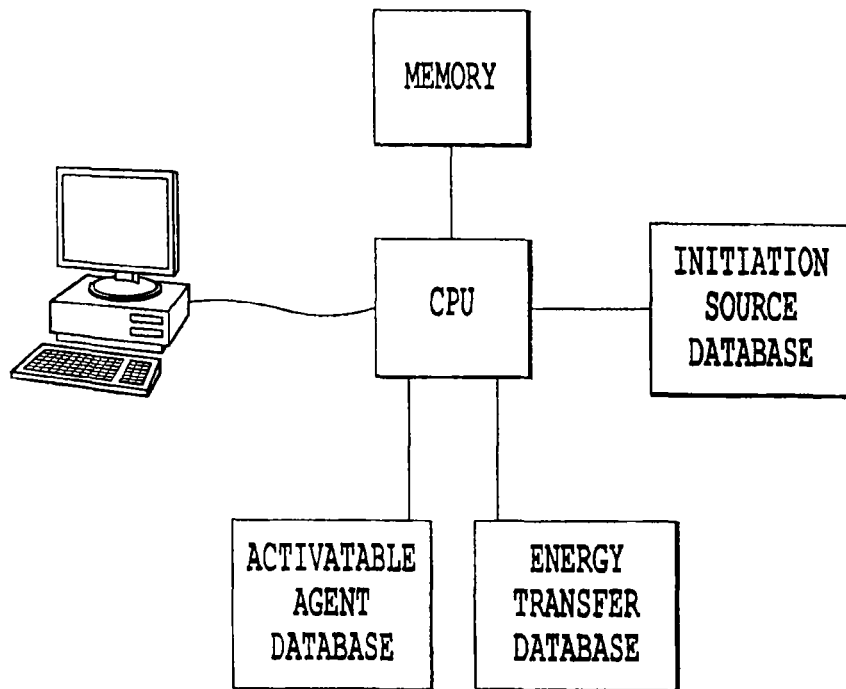 MEMORY
CPU
INITIATION
SOURCE
DATABASE
ACTIVATABLE
AGENT
DATABASE
ENERGY
TRANSFER
DATABASE